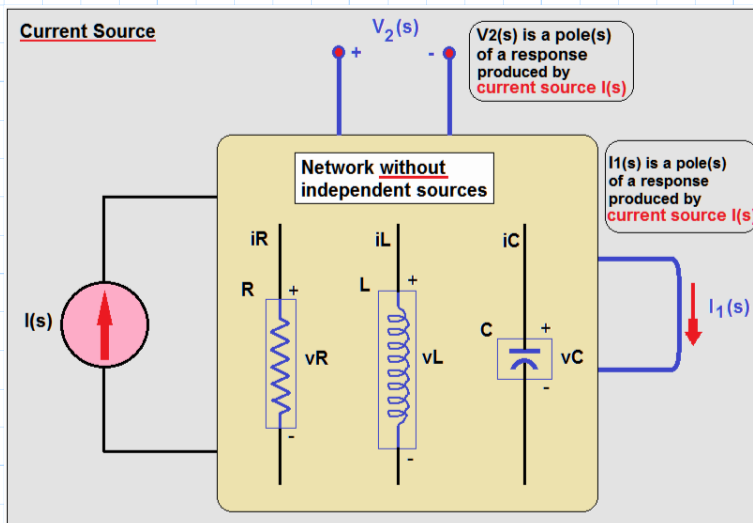 Current Source
V2(s)
+
-
V2(s) is a pole(s)
of a response
produced by
current source I(s)
Network without
independent sources
I1(s) is a pole(s)
of a response
produced by
current source I(s)
iR
iL
iC
R
+
L
+
C
+
I(s)
vR
vL
vC
I1(s)
-
-
-